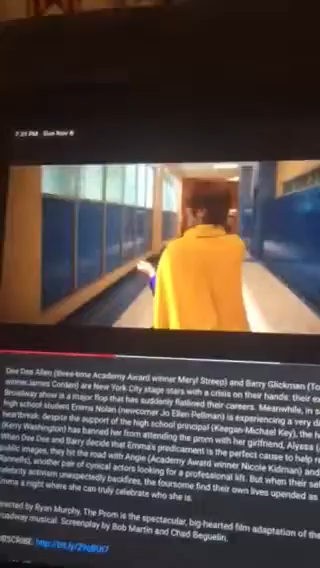 7:31 PM Sun Nov
Dee Dee Allen (three-time Academy Award winner Meryl Streep) and Barry Glickman (To
winner James Corden) are New York City stage stars with a crisis on their hands: their ex
Broadway show is a major flop that has suddenly flatlined their careers. Meanwhile, in s
high school student Emma Nolan (newcomer Jo Ellen Pellman) is experiencing a very di
heartbreak: despite the support of the high school principal (Keegan-Michael Key), the h
(Kerry Washington) has banned her from attending the prom with her girlfriend, Alyssa (
When Dee Dee and Barry decide that Emma's predicament is the perfect cause to help r
public images, they hit the road with Angie (Academy Award winner Nicole Kidman) and
Rannells), another pair of cynical actors looking for a professional lift. But when their sel
celebrity activism unexpectedly backfires, the foursome find their own lives upended as
Emma a night where she can truly celebrate who she is.
Directed by Ryan Murphy, The Prom is the spectacular, big-hearted film adaptation of the
Broadway musical. Screenplay by Bob Martin and Chad Beguelin.
SUBSCRIBE: